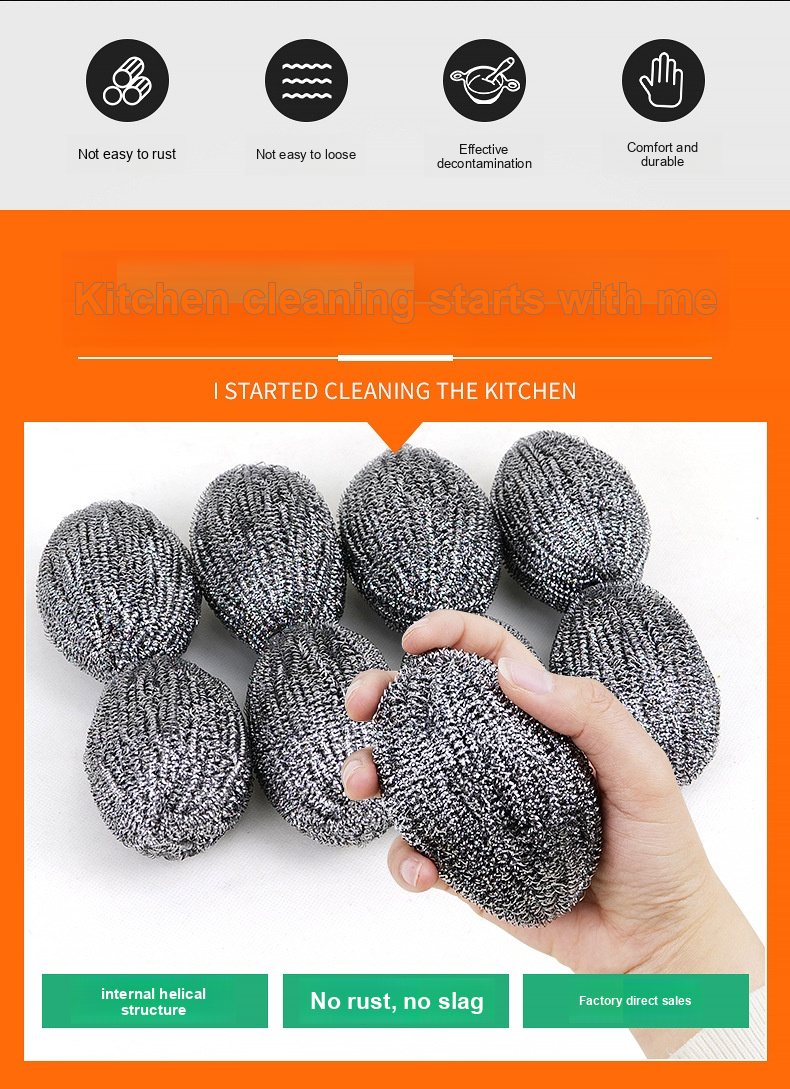 Not easy to rust
Not easy to loose
Effective
decontamination
Comfort and
durable
Kitchen cleaning starts with me
I STARTED CLEANING THE KITCHEN
internal helical
structure
No rust, no slag
Factory direct sales